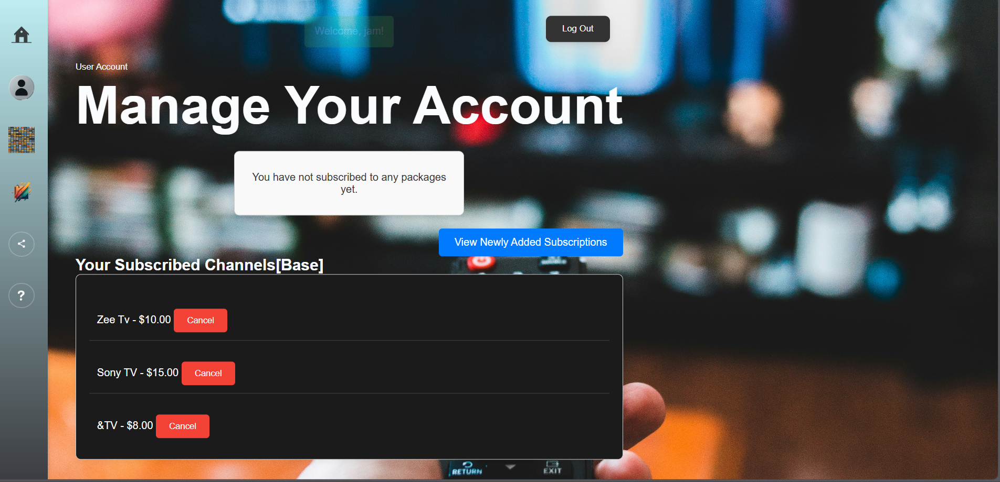 Welcome, jam!
Log Out
User Account
Manage Your Account
You have not subscribed to any packages
yet.
View Newly Added Subscriptions
Your Subscribed Channels[Base]
Zee Tv - $10.00 Cancel
Sony TV - $15.00 Cancel
&TV - $8.00 Cancel
?
RETURN
EXIT